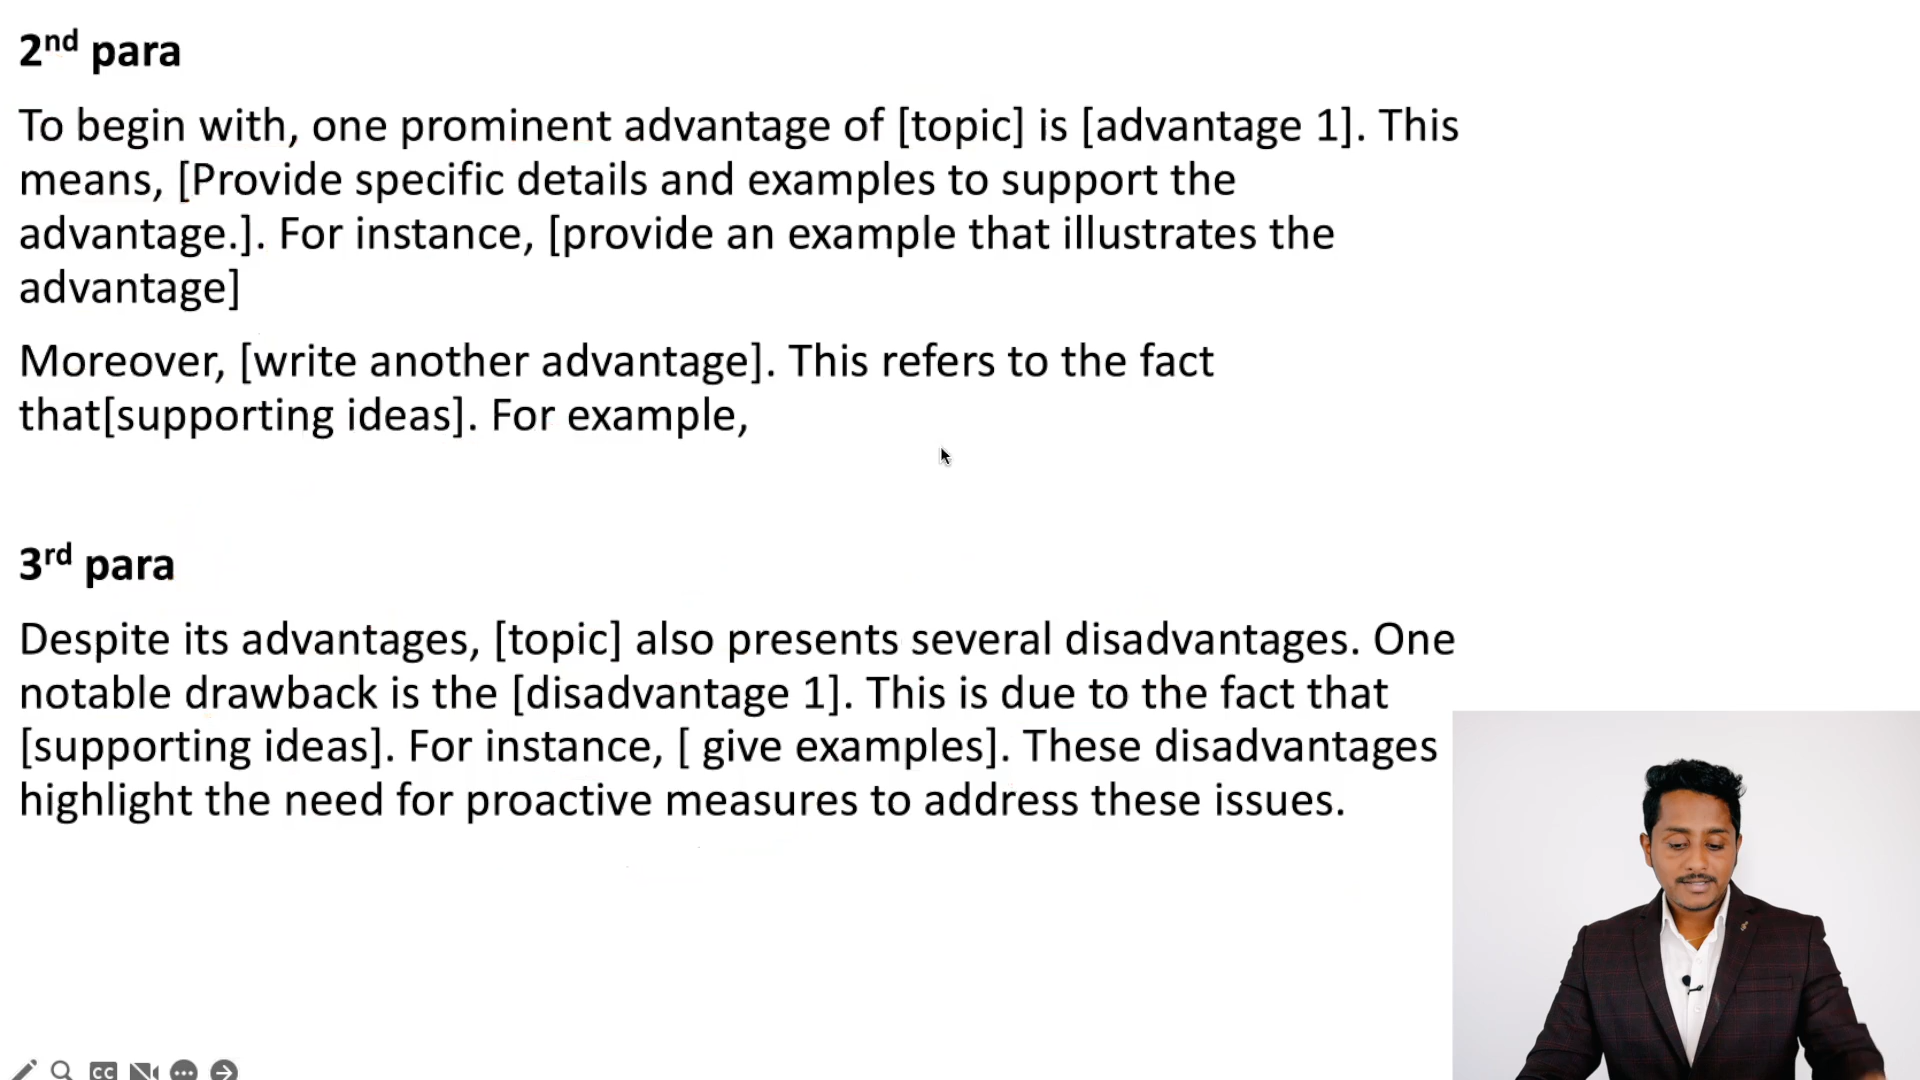 2nd para
To begin with, one prominent advantage of [topic] is [advantage 1]. This
means, [Provide specific details and examples to support the
advantage.]. For instance, [provide an example that illustrates the
advantage]
Moreover, [write another advantage]. This refers to the fact
that[supporting ideas]. For example,
3rd para
Despite its advantages, [topic] also presents several disadvantages. One
notable drawback is the [disadvantage 1]. This is due to the fact that
[supporting ideas]. For instance, [ give examples]. These disadvantages
highlight the need for proactive measures to address these issues.
CC